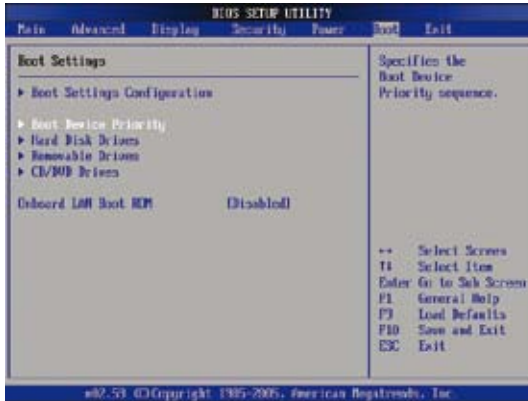 BIOS SETUP UTILITY
Main Advanced Display Security Power Boot Exit
Boot Settings
Boot Settings Configuration
Boot Device Priority
Hard Disk Drives
Removable Drives
CD/DVD Drives
Onboard LAN Boot ROM [Disabled]
Specifies the
Boot Device
Priority sequence.
↔ Select Screen
↑↓ Select Item
Enter Go to Sub Screen
F1 General Help
F9 Load Defaults
F10 Save and Exit
ESC Exit
v02.59 (C)Copyright 1985-2005, American Megatrends, Inc.